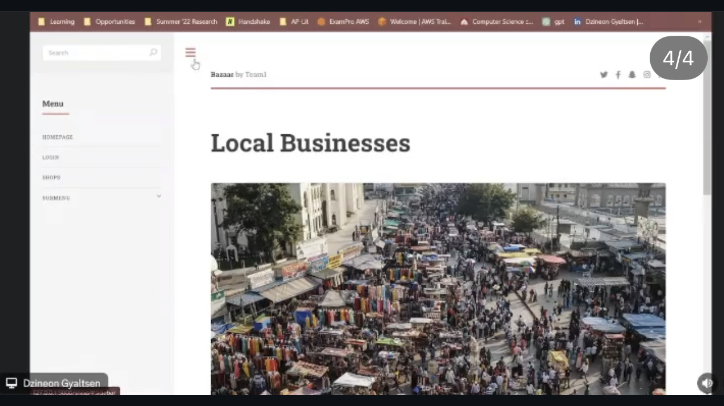 Learning Opportunities Summer '22 Research Handshake AP-Lit ExamPro AWS Welcome | AWS Trai... Computer Science :... gpt Dzineon Gyaltsen |...
4/4
Search
Bazaar by Team1
Menu
Local Businesses
HOMEPAGE
LOGIN
SHOPS
SUBMENU
Dzineon Gyaltsen